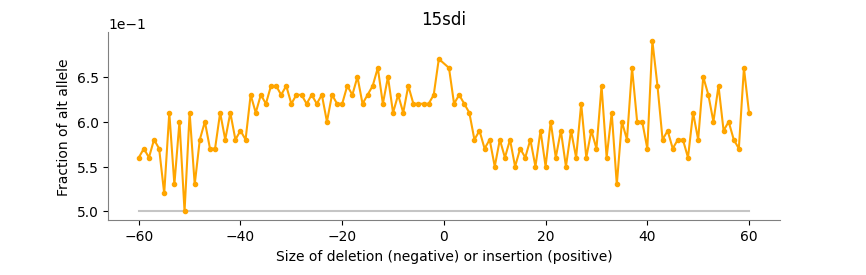 15sdi
1e−1
Fraction of alt allele
6.5
6.0
5.5
5.0
−60 −40 −20 0 20 40 60
Size of deletion (negative) or insertion (positive)